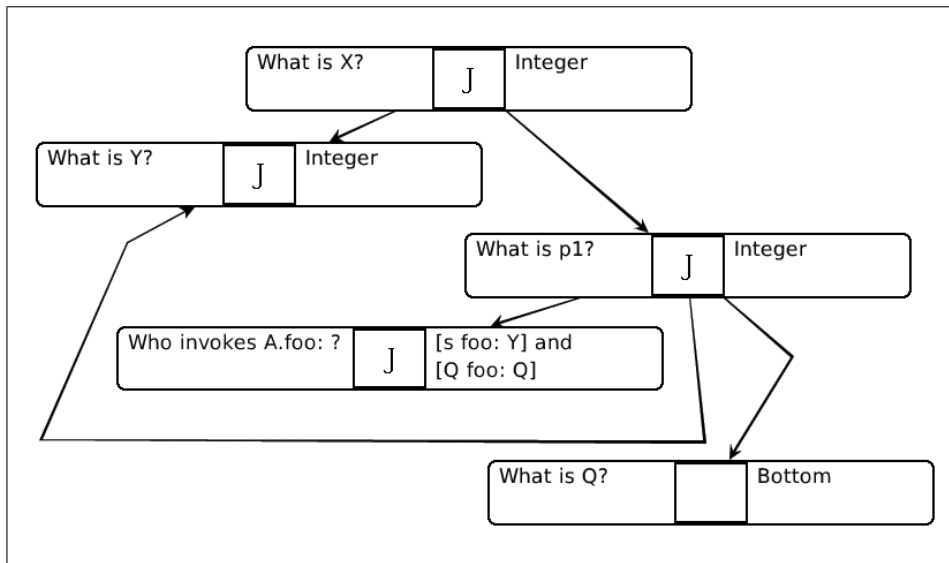 What is X? J Integer
What is Y? J Integer
What is p1? J Integer
Who invokes A.foo: ? J [s foo: Y] and
[Q foo: Q]
What is Q? Bottom